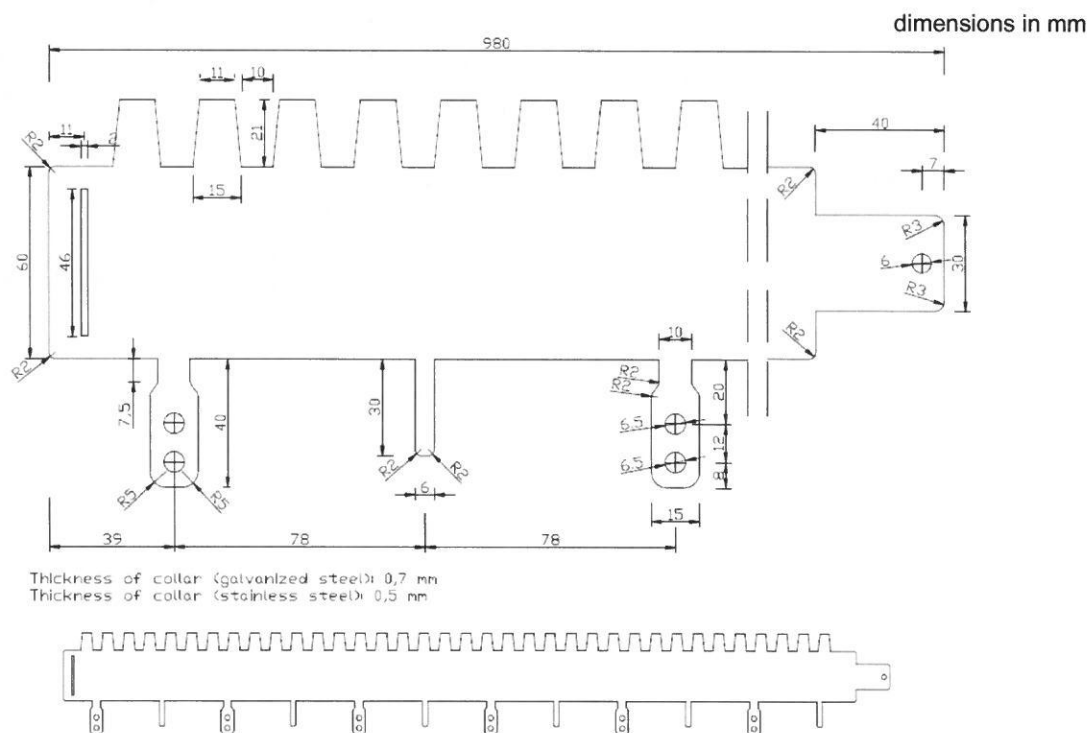 dimensions in mm
980
11
10
11
2
R2
21
40
7
15
R2
R3
60
46
6
30
R3
R2
10
R2
R2
R2
7,5
40
30
20
6.5
12
6.5
8
R2
R2
R5
R5
6
15
39
78
78
Thickness of collar (galvanized steel): 0,7 mm
Thickness of collar (stainless steel): 0,5 mm